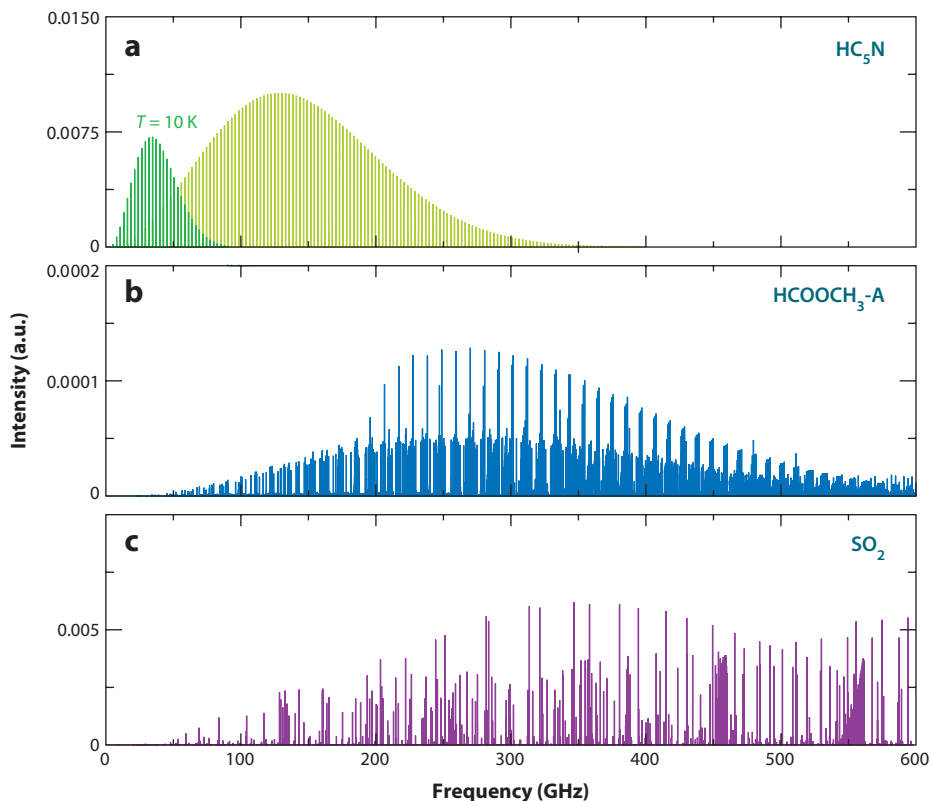 0.0150
a
HC₅N
T = 10 K
0.0075
0
0.0002
b
HCOOCH₃-A
0.0001
0
Intensity (a.u.)
c
SO₂
0.005
0
0 100 200 300 400 500 600
Frequency (GHz)